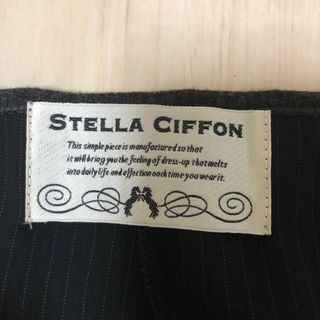 STELLA CIFFON
This simple piece is manufactured so that
it will bring you the feeling of dress-up that melts
into daily life and affection each time you wear it.